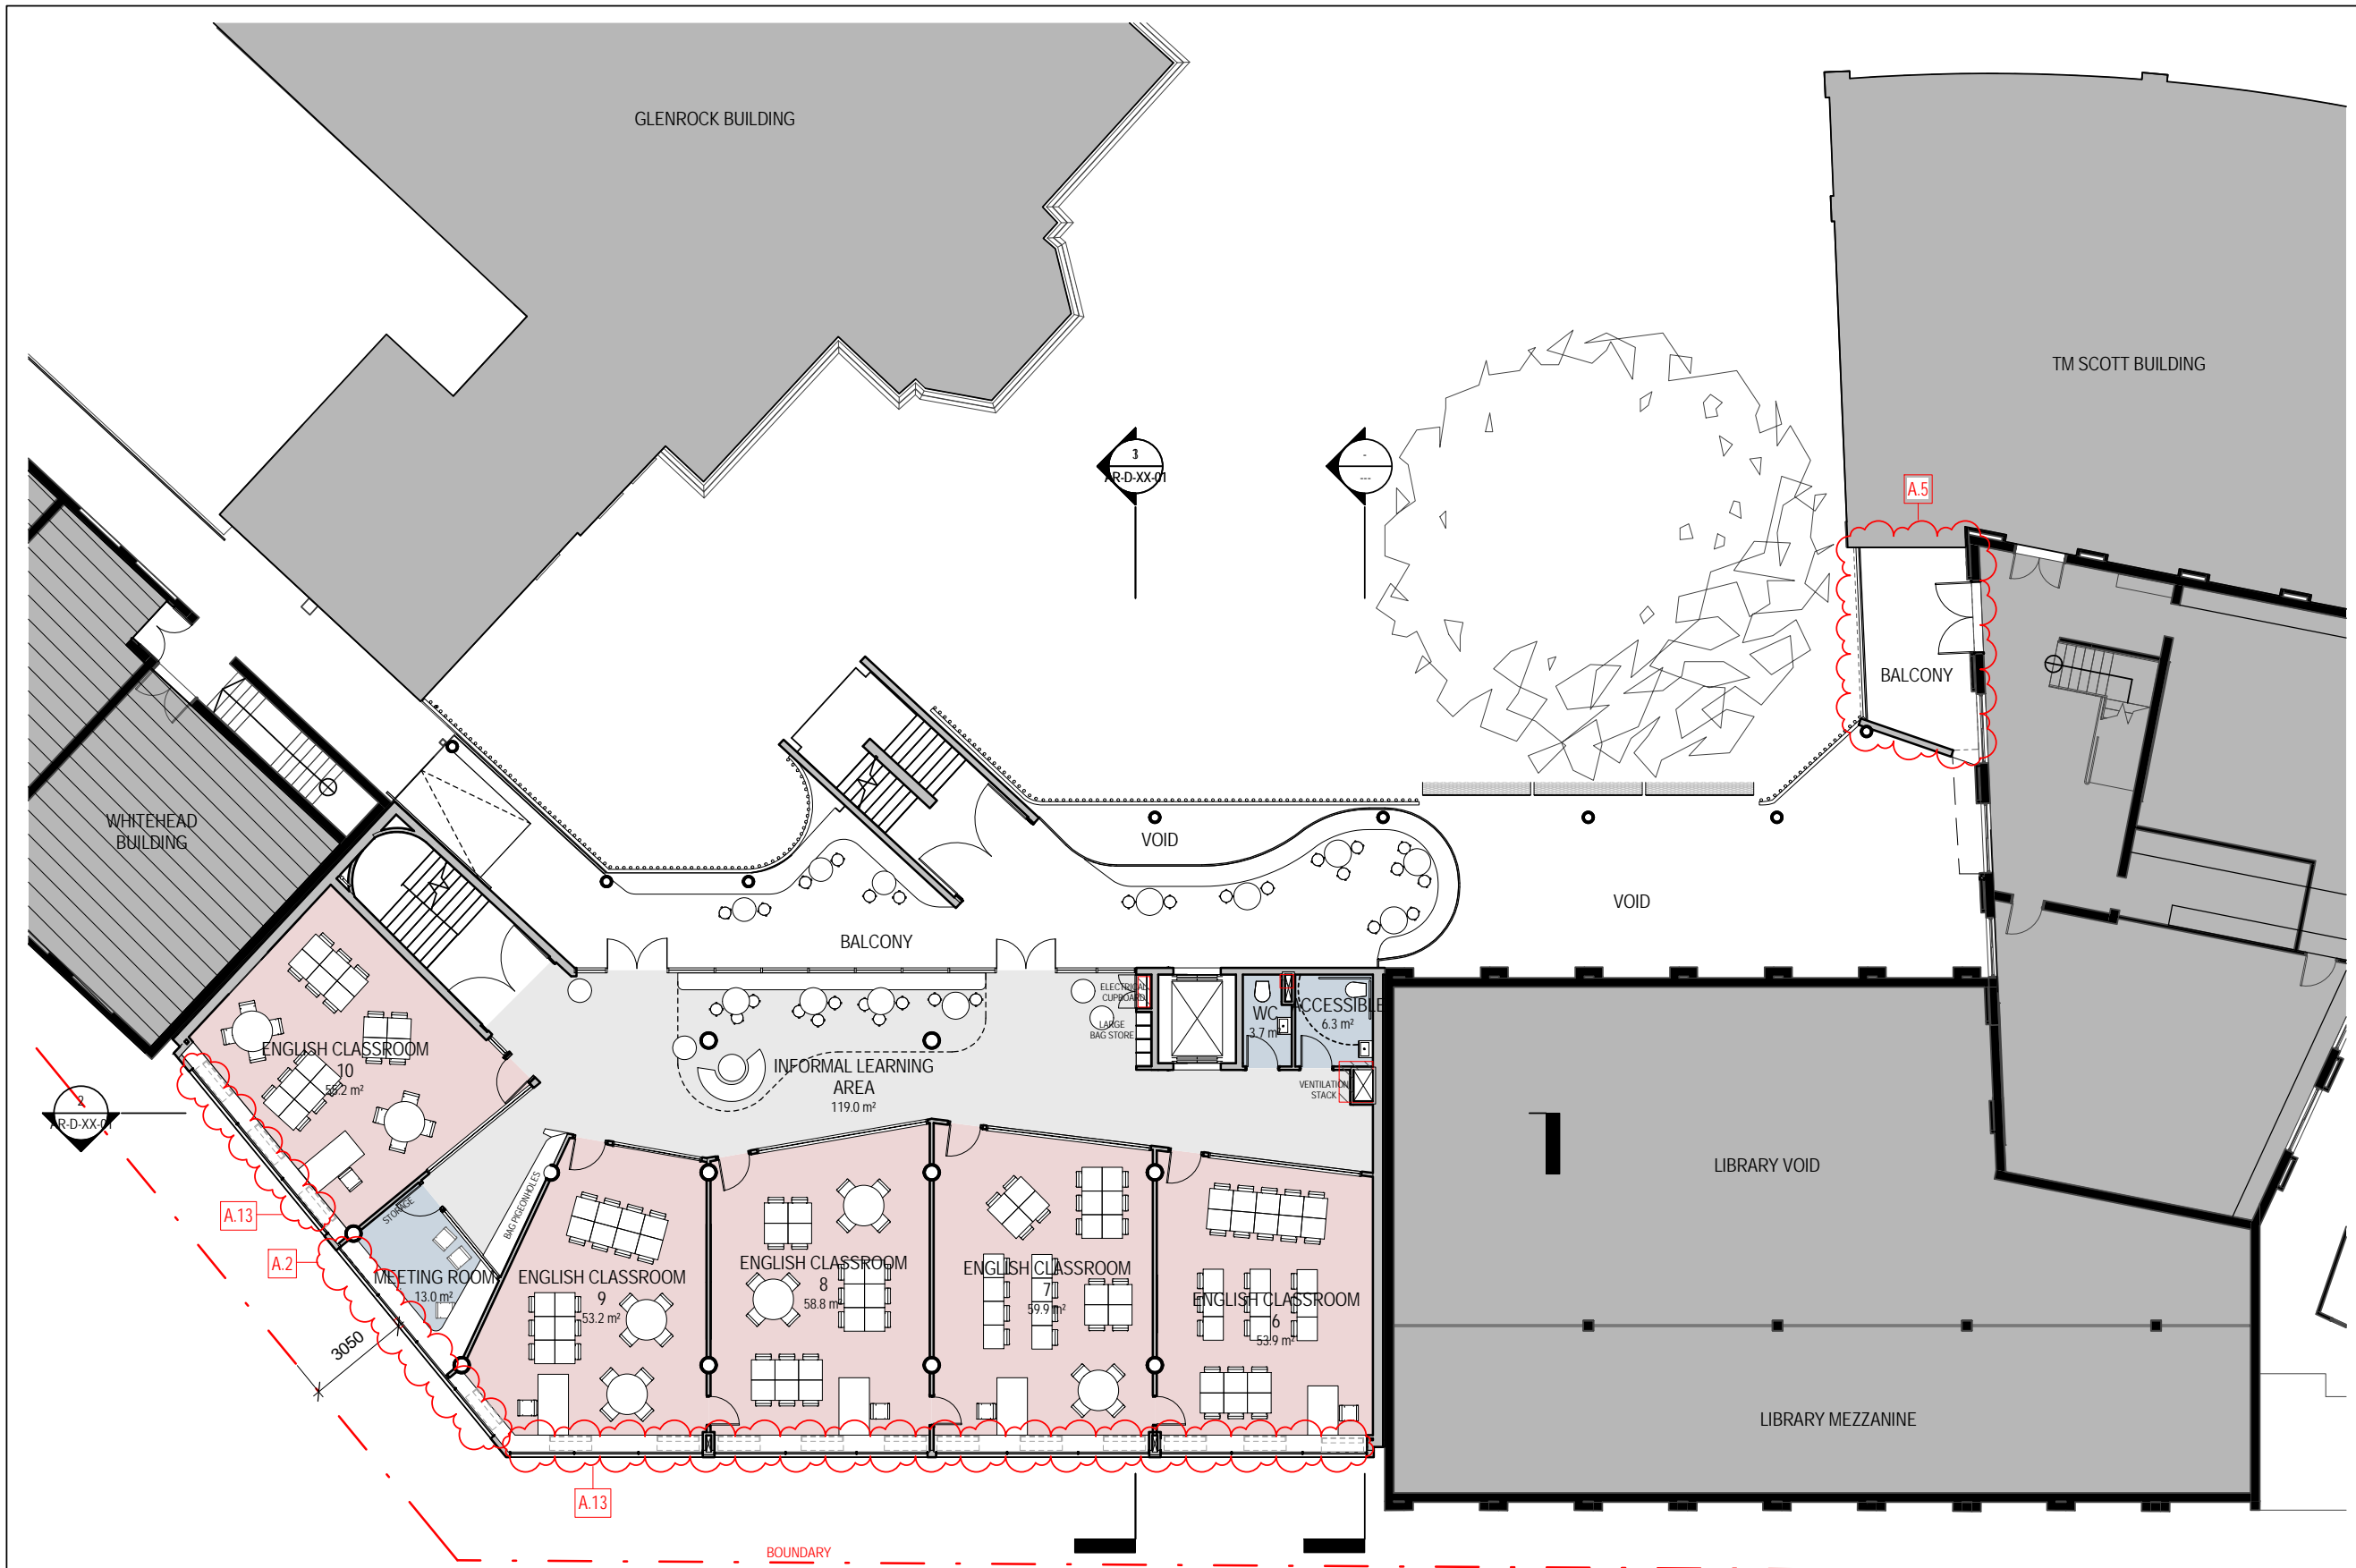 GLENROCK BUILDING
TM SCOTT BUILDING
3
AR-D-XX-01
-
---
A.5
BALCONY
WHITEHEAD
BUILDING
VOID
VOID
BALCONY
ELECTRICAL
CUPBOARD
LARGE
BAG STORE
WC
3.7 m²
ACCESSIBLE
6.3 m²
ENGLISH CLASSROOM
10
55.2 m²
INFORMAL LEARNING
AREA
119.0 m²
VENTILATION
STACK
2
AR-D-XX-01
LIBRARY VOID
STORAGE
BAG PIGEONHOLES
A.13
A.2
MEETING ROOM
13.0 m²
ENGLISH CLASSROOM
9
53.2 m²
ENGLISH CLASSROOM
8
58.8 m²
ENGLISH CLASSROOM
7
59.9 m²
ENGLISH CLASSROOM
6
53.9 m²
3050
LIBRARY MEZZANINE
A.13
BOUNDARY